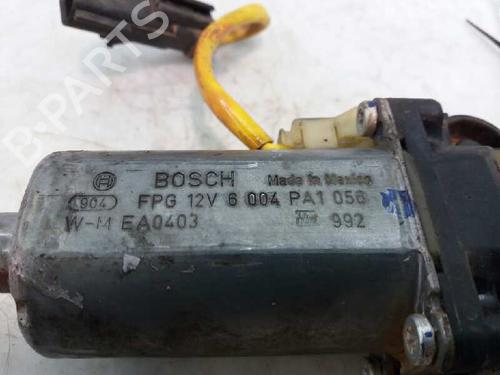 BOSCH Made in Mexico
904 FPG 12V 6 004 PA1 056
W-M EA0403 992
B-PARTS